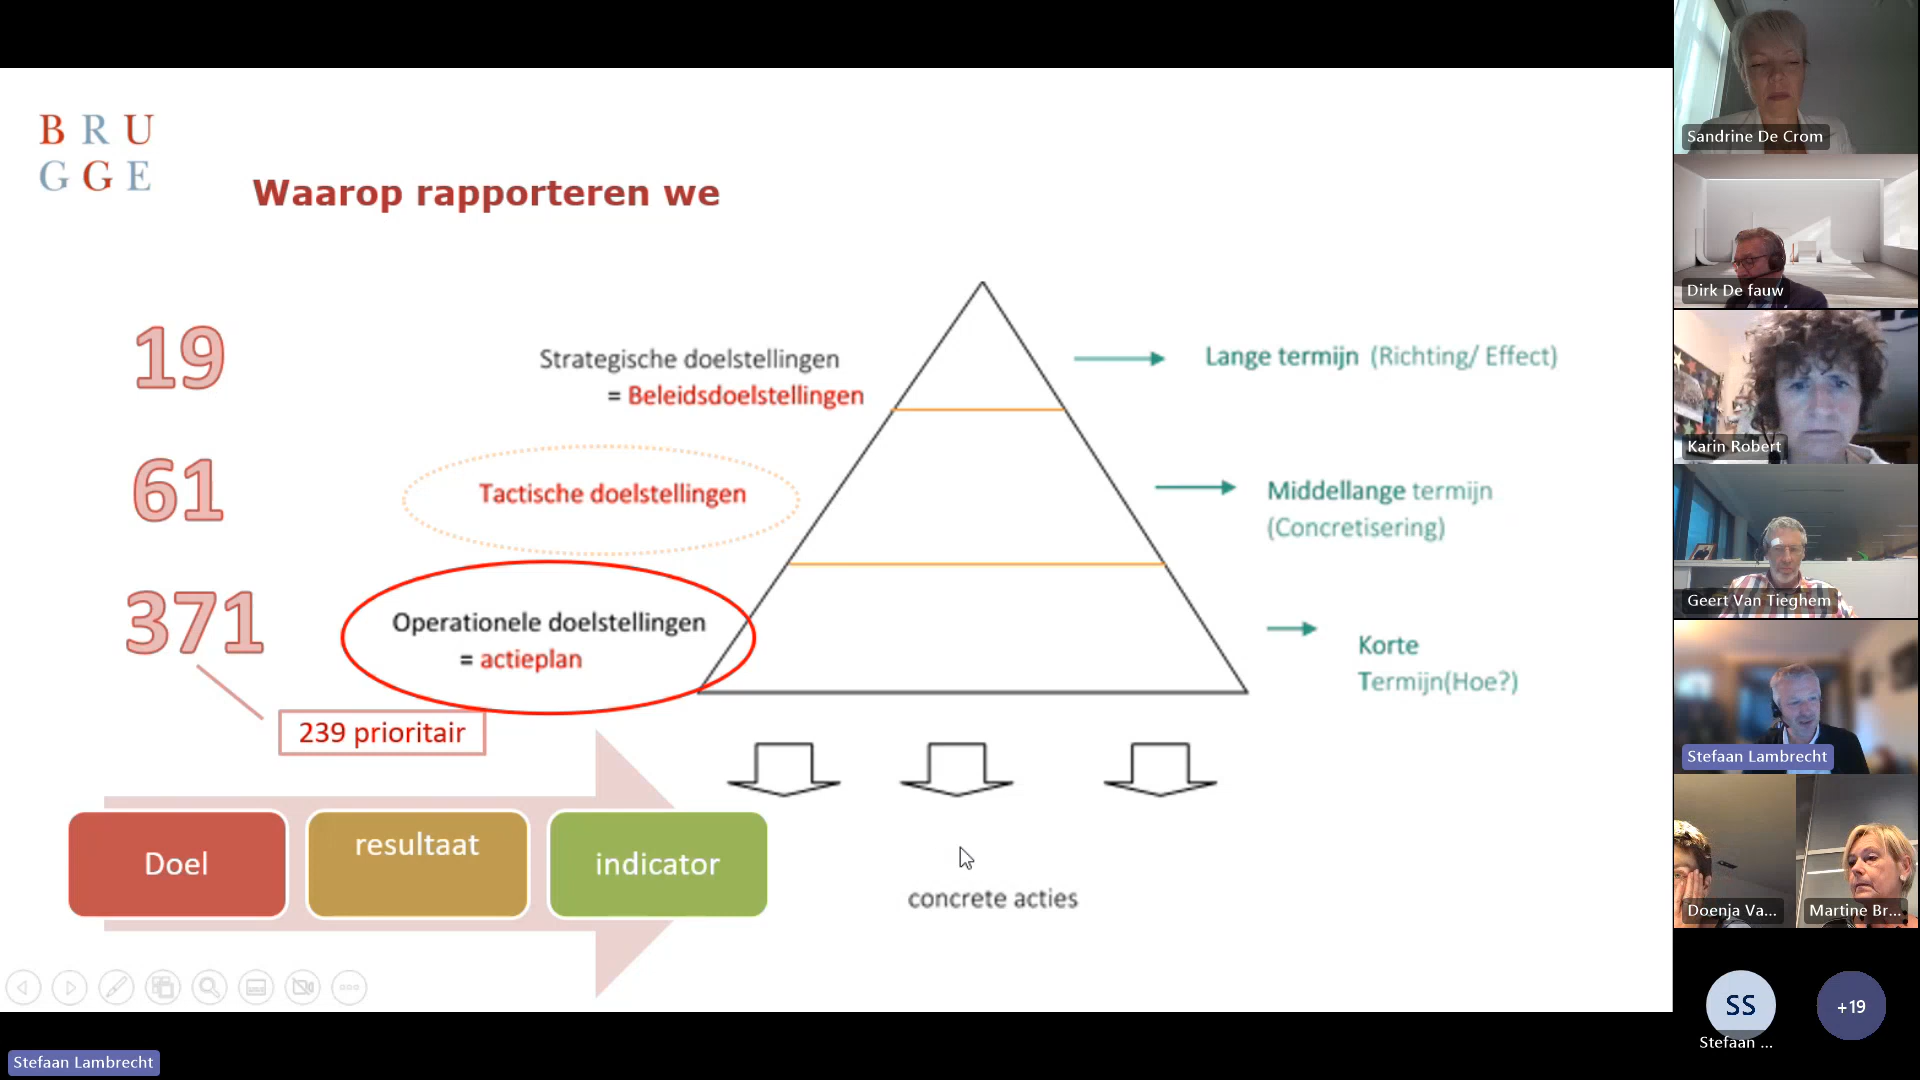 BRU
GGE
Waarop rapporteren we
19
Strategische doelstellingen
= Beleidsdoelstellingen
Lange termijn (Richting/ Effect)
61
Tactische doelstellingen
Middellange termijn
(Concretisering)
371
Operationele doelstellingen
= actieplan
Korte
Termijn(Hoe?)
239 prioritair
Doel
resultaat
indicator
concrete acties
Sandrine De Crom
Dirk De fauw
Karin Robert
Geert Van Tieghem
Stefaan Lambrecht
Doenja Va...
Martine Br...
SS
+19
Stefaan ...
Stefaan Lambrecht